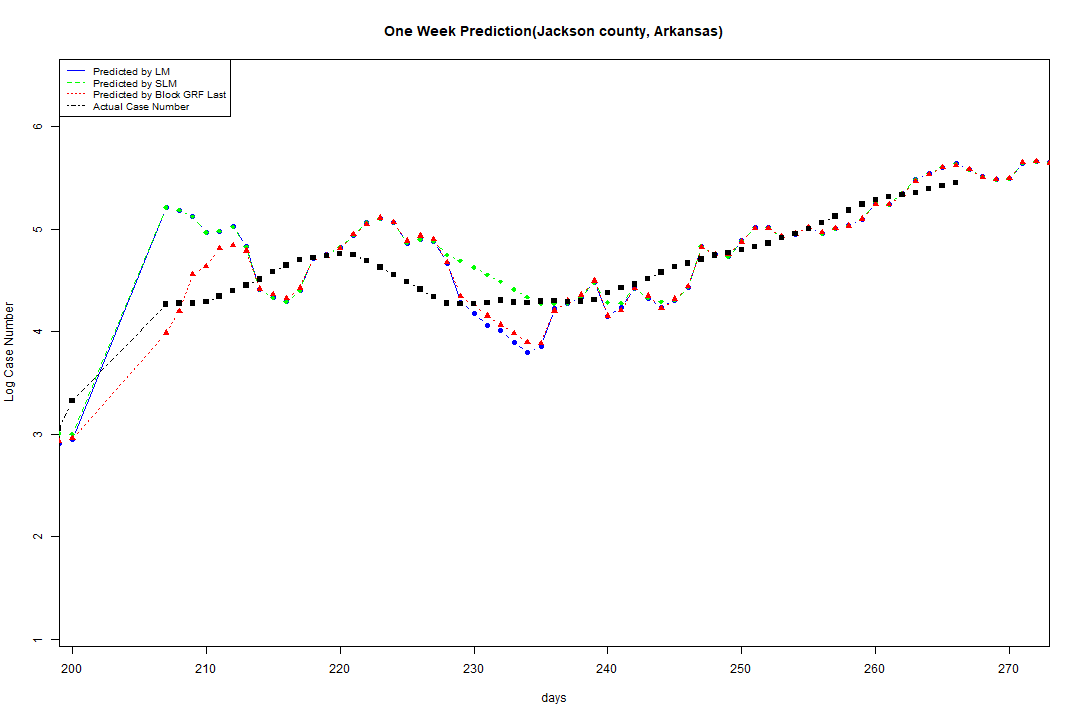 One Week Prediction(Jackson county, Arkansas)
Predicted by LM
Predicted by SLM
Predicted by Block GRF Last
Actual Case Number
6
5
4
3
2
1
Log Case Number
200 210 220 230 240 250 260 270
days